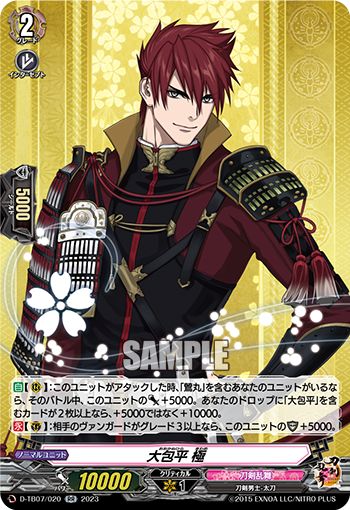 2
グレード
インターセプト
5000
シールド
SAMPLE
自【R】:このユニットがアタックした時、「鶯丸」を含むあなたのユニットがいるなら、そのバトル中、このユニットの+5000。あなたのドロップに「大包平」を含むカードが2枚以上なら、+5000ではなく+10000。
永【G】:相手のヴァンガードがグレード3以上なら、このユニットの+5000。
ノーマルユニット
大包平 極
おおかねひら きわめ
パワー
10000
クリティカル
1
刀剣乱舞
刀剣男士・太刀
D-TB07/020 RR 2023
©2015 EXNOA LLC/NITRO PLUS